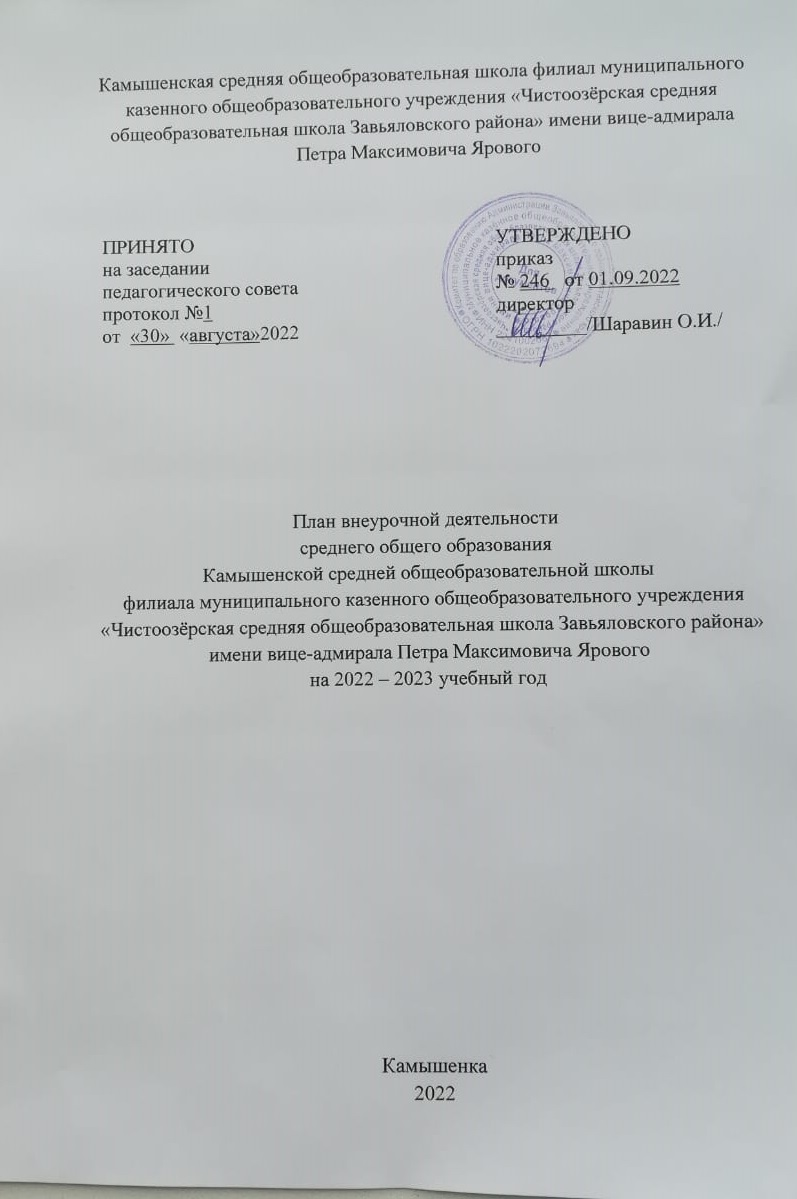 Камышенская средняя общеобразовательная школа филиал муниципального
казенного общеобразовательного учреждения «Чистоозёрская средняя
общеобразовательная школа Завьяловского района» имени вице-адмирала
Петра Максимовича Ярового
ПРИНЯТО
на заседании
педагогического совета
протокол №1
от «30» «августа»2022
УТВЕРЖДЕНО
приказ
№ 246 от 01.09.2022
директор
/Шаравин О.И./
План внеурочной деятельности
среднего общего образования
Камышенской средней общеобразовательной школы
филиала муниципального казенного общеобразовательного учреждения
«Чистоозёрская средняя общеобразовательная школа Завьяловского района»
имени вице-адмирала Петра Максимовича Ярового
на 2022 – 2023 учебный год
Камышенка
2022